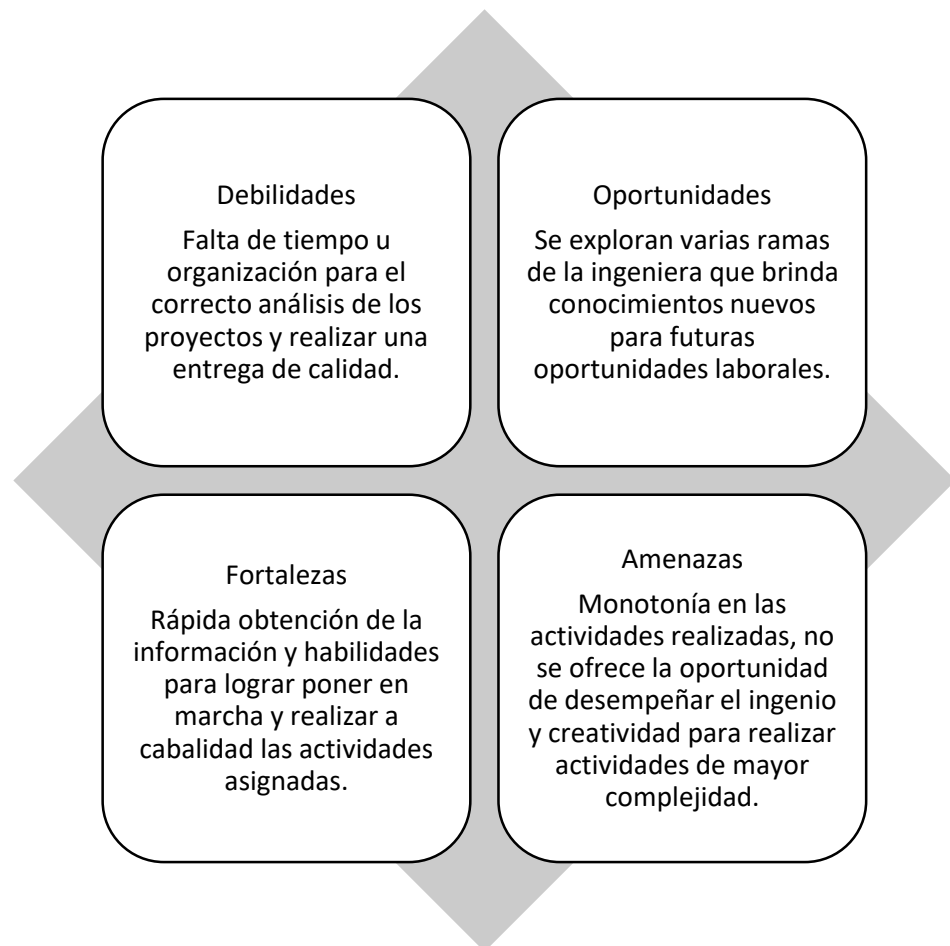 Debilidades
Falta de tiempo u
organización para el
correcto análisis de los
proyectos y realizar una
entrega de calidad.
Oportunidades
Se exploran varias ramas
de la ingeniera que brinda
conocimientos nuevos
para futuras
oportunidades laborales.
Fortalezas
Rápida obtención de la
información y habilidades
para lograr poner en
marcha y realizar a
cabalidad las actividades
asignadas.
Amenazas
Monotonía en las
actividades realizadas, no
se ofrece la oportunidad
de desempeñar el ingenio
y creatividad para realizar
actividades de mayor
complejidad.